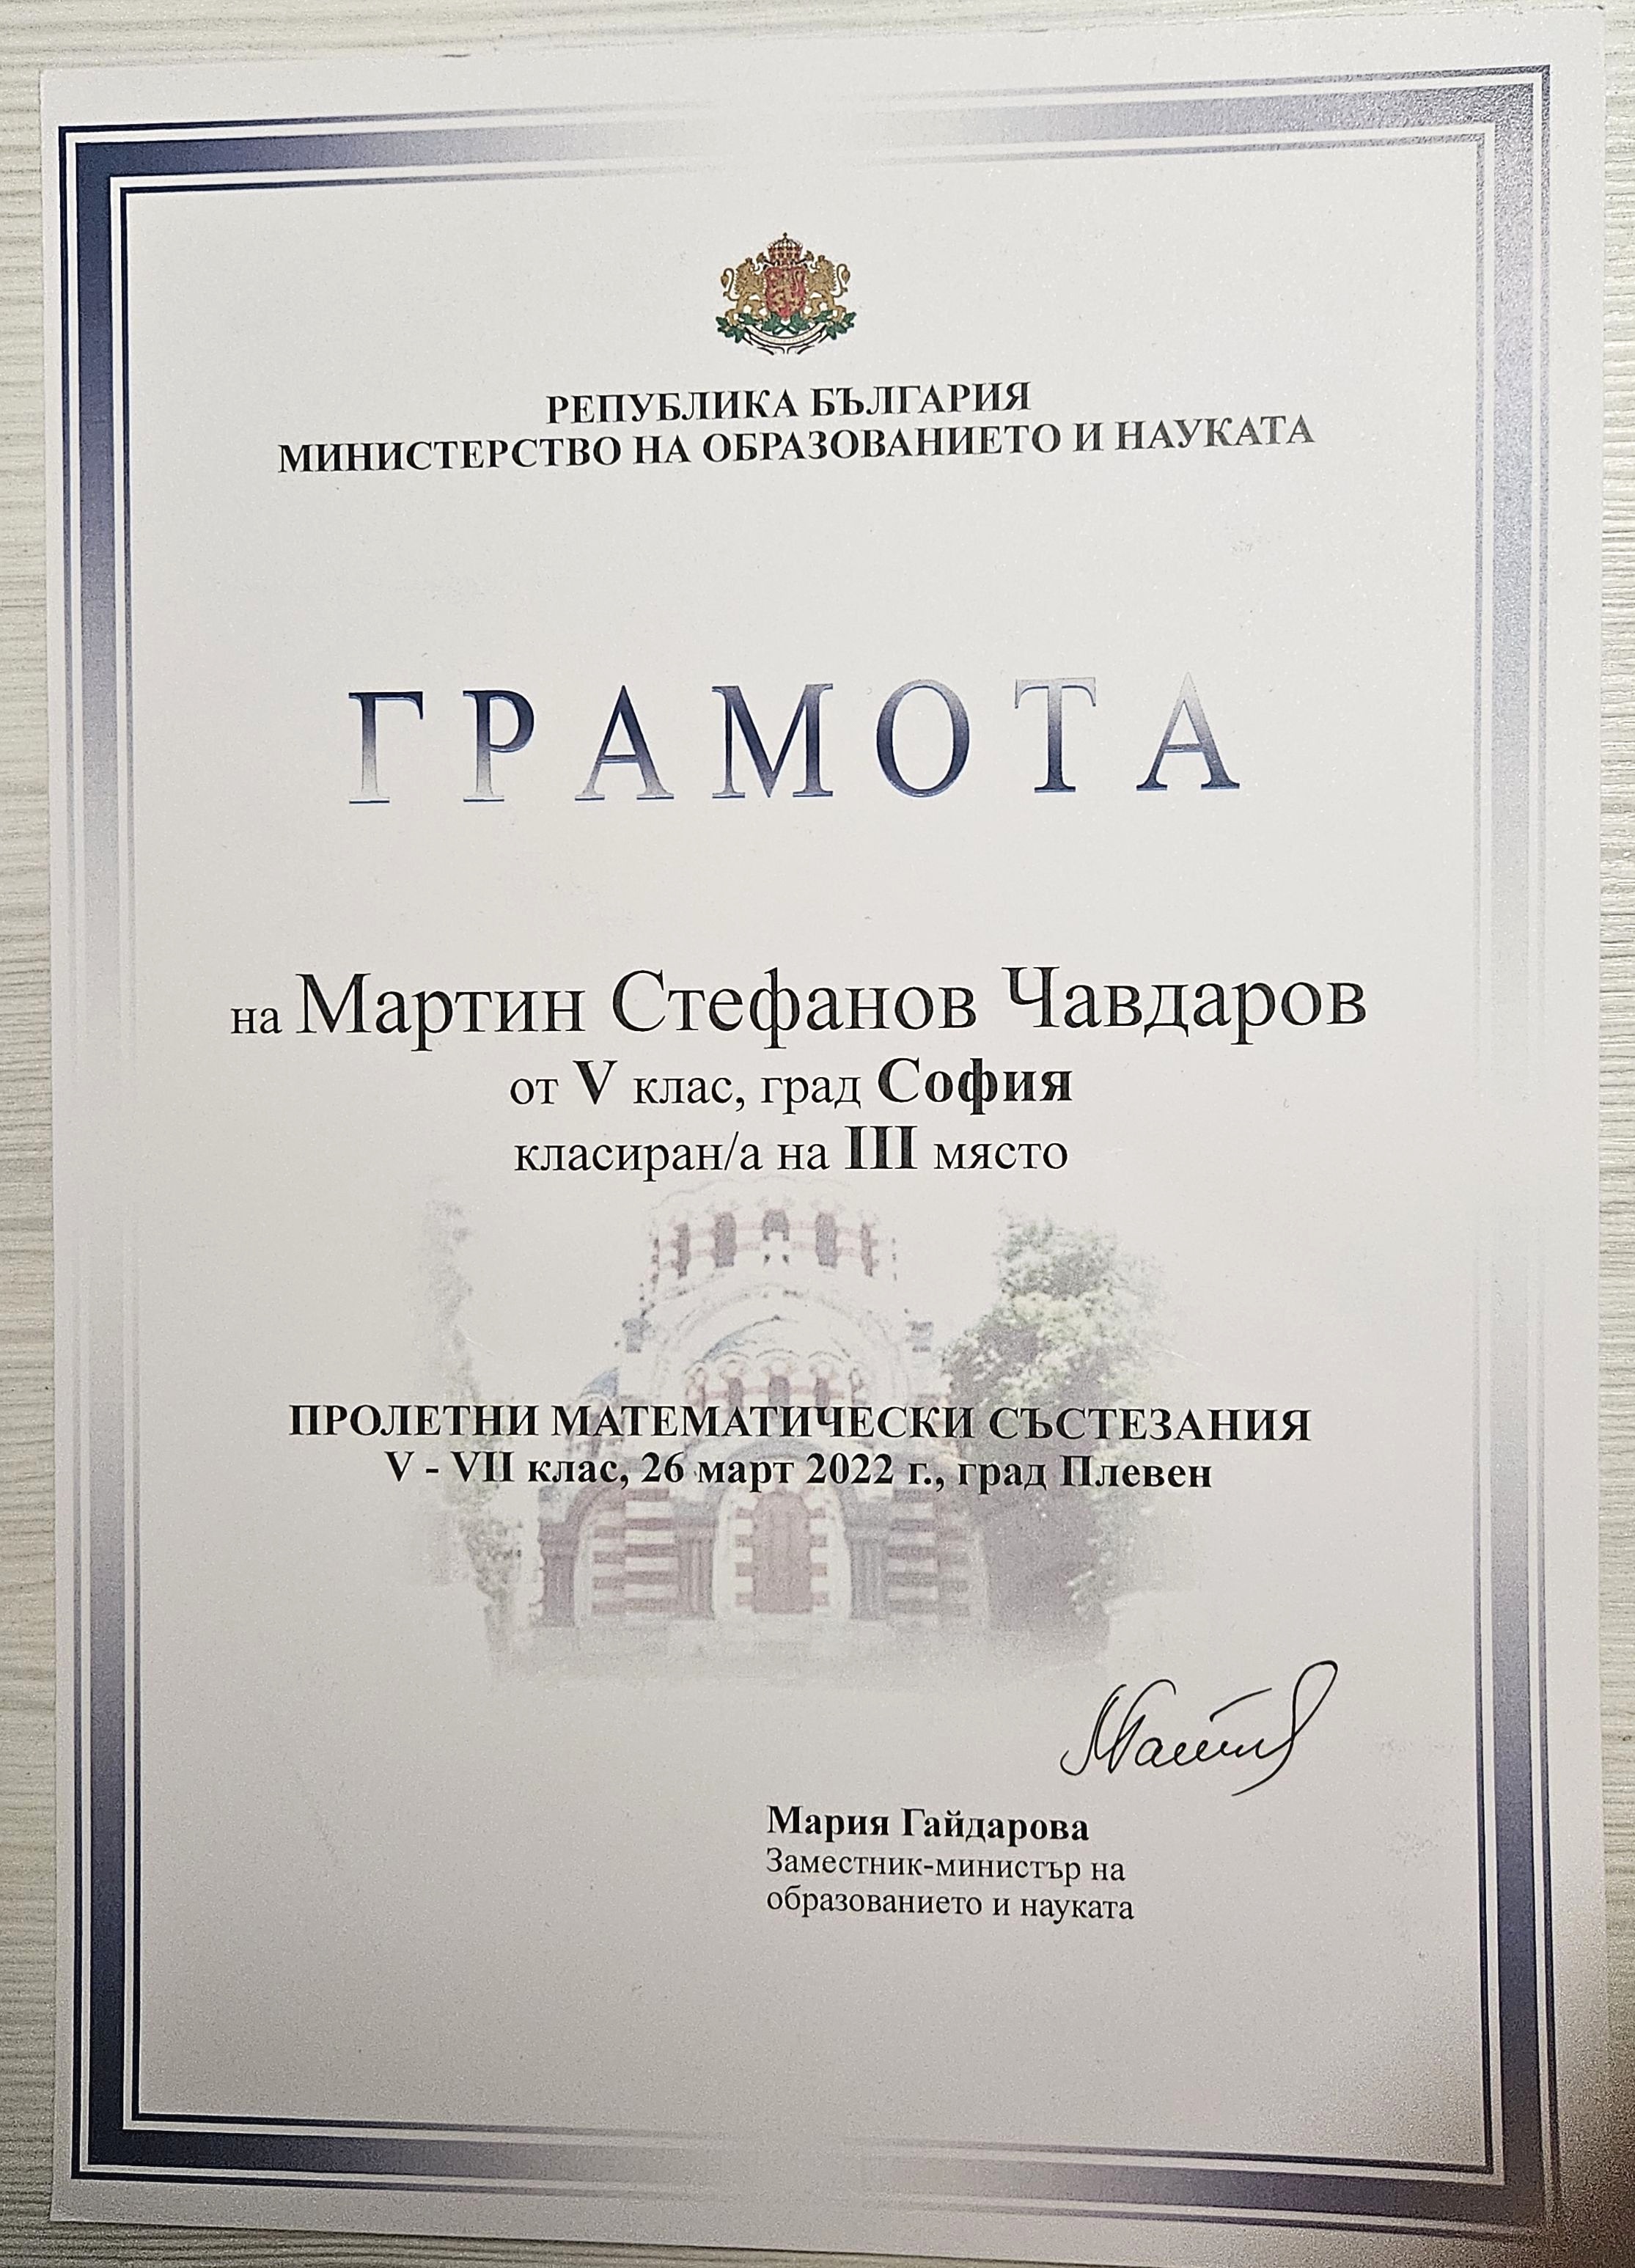 РЕПУБЛИКА БЪЛГАРИЯ
МИНИСТЕРСТВО НА ОБРАЗОВАНИЕТО И НАУКАТА
ГРАМОТА
на Мартин Стефанов Чавдаров
от V клас, град София
класиран/а на III място
ПРОЛЕТНИ МАТЕМАТИЧЕСКИ СЪСТЕЗАНИЯ
V - VII клас, 26 март 2022 г., град Плевен
Мария Гайдарова
Заместник-министър на
образованието и науката